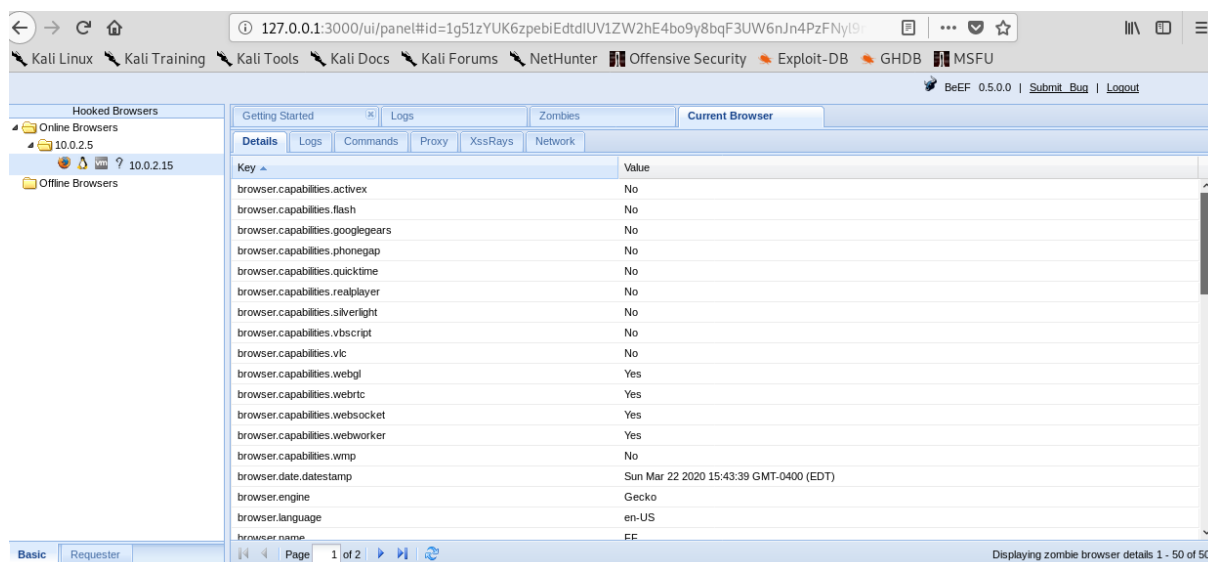 127.0.0.1:3000/ui/panel#id=1g51zYUK6zpebiEdtdIUV1ZW2hE4bo9y8bqF3UW6nJn4PzFNyl9
Kali Linux Kali Training Kali Tools Kali Docs Kali Forums NetHunter Offensive Security Exploit-DB GHDB MSFU
BeEF 0.5.0.0 | Submit Bug | Logout
Hooked Browsers
Online Browsers
10.0.2.5
? 10.0.2.15
Offline Browsers
Getting Started Logs Zombies Current Browser
Details Logs Commands Proxy XssRays Network
Key Value
browser.capabilities.activex No
browser.capabilities.flash No
browser.capabilities.googlegears No
browser.capabilities.phonegap No
browser.capabilities.quicktime No
browser.capabilities.realplayer No
browser.capabilities.silverlight No
browser.capabilities.vbscript No
browser.capabilities.vlc No
browser.capabilities.webgl Yes
browser.capabilities.webrtc Yes
browser.capabilities.websocket Yes
browser.capabilities.webworker Yes
browser.capabilities.wmp No
browser.date.datestamp Sun Mar 22 2020 15:43:39 GMT-0400 (EDT)
browser.engine Gecko
browser.language en-US
browser.name FF
Basic Requester
Page 1 of 2
Displaying zombie browser details 1 - 50 of 50